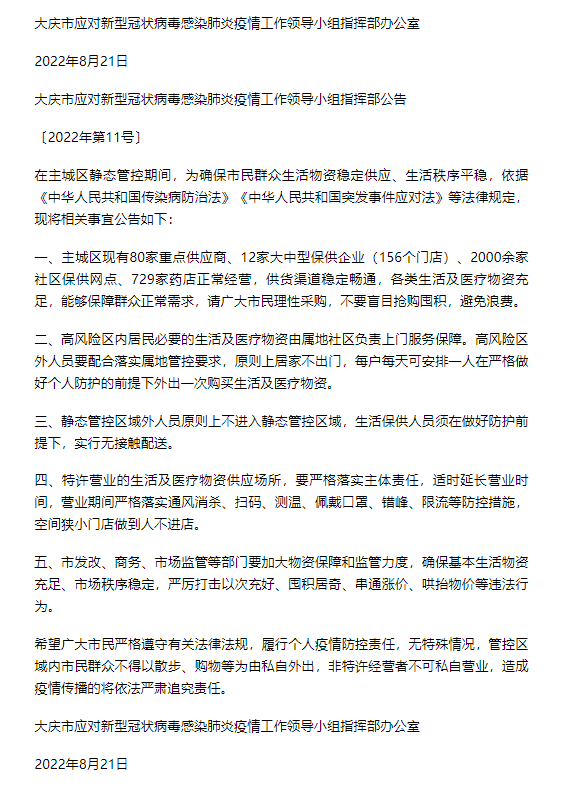 大庆市应对新型冠状病毒感染肺炎疫情工作领导小组指挥部办公室
2022年8月21日
大庆市应对新型冠状病毒感染肺炎疫情工作领导小组指挥部公告
〔2022年第11号〕
在主城区静态管控期间，为确保市民群众生活物资稳定供应、生活秩序平稳，依据
《中华人民共和国传染病防治法》《中华人民共和国突发事件应对法》等法律规定，
现将相关事宜公告如下：
一、主城区现有80家重点供应商、12家大中型保供企业（156个门店）、2000余家
社区保供网点、729家药店正常经营，供货渠道稳定畅通，各类生活及医疗物资充
足，能够保障群众正常需求，请广大市民理性采购，不要盲目抢购囤积，避免浪费。
二、高风险区内居民必要的生活及医疗物资由属地社区负责上门服务保障。高风险区
外人员要配合落实属地管控要求，原则上居家不出门，每户每天可安排一人在严格做
好个人防护的前提下外出一次购买生活及医疗物资。
三、静态管控区域外人员原则上不进入静态管控区域，生活保供人员须在做好防护前
提下，实行无接触配送。
四、特许营业的生活及医疗物资供应场所，要严格落实主体责任，适时延长营业时
间，营业期间严格落实通风消杀、扫码、测温、佩戴口罩、错峰、限流等防控措施，
空间狭小门店做到人不进店。
五、市发改、商务、市场监管等部门要加大物资保障和监管力度，确保基本生活物资
充足、市场秩序稳定，严厉打击以次充好、囤积居奇、串通涨价、哄抬物价等违法行
为。
希望广大市民严格遵守有关法律法规，履行个人疫情防控责任，无特殊情况，管控区
域内市民群众不得以散步、购物等为由私自外出，非特许经营者不可私自营业，造成
疫情传播的将依法严肃追究责任。
大庆市应对新型冠状病毒感染肺炎疫情工作领导小组指挥部办公室
2022年8月21日